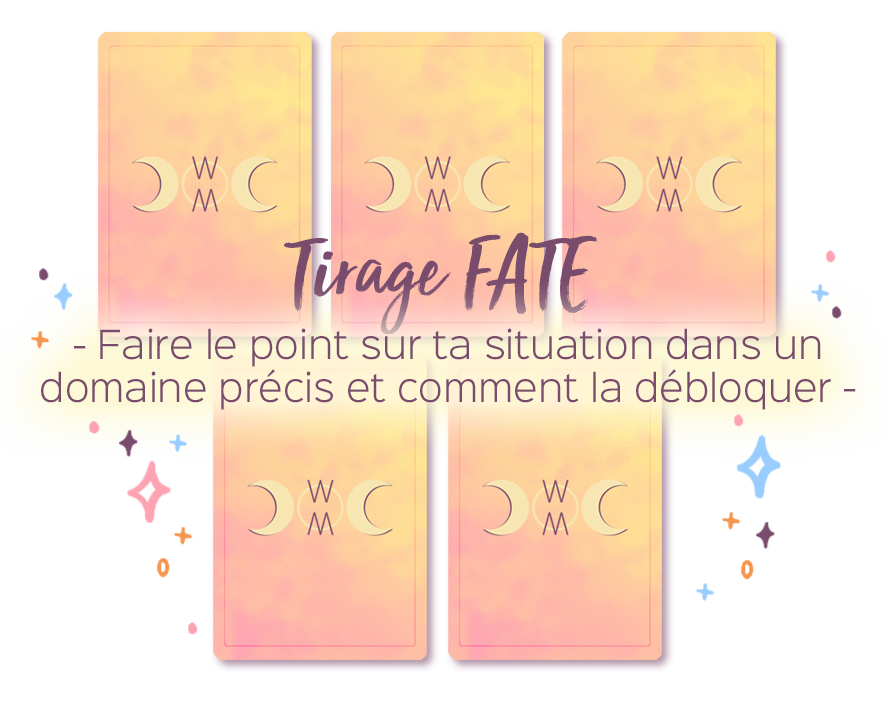 W W W
M M M
Tirage FATE
- Faire le point sur ta situation dans un
domaine précis et comment la débloquer -
W W
M M